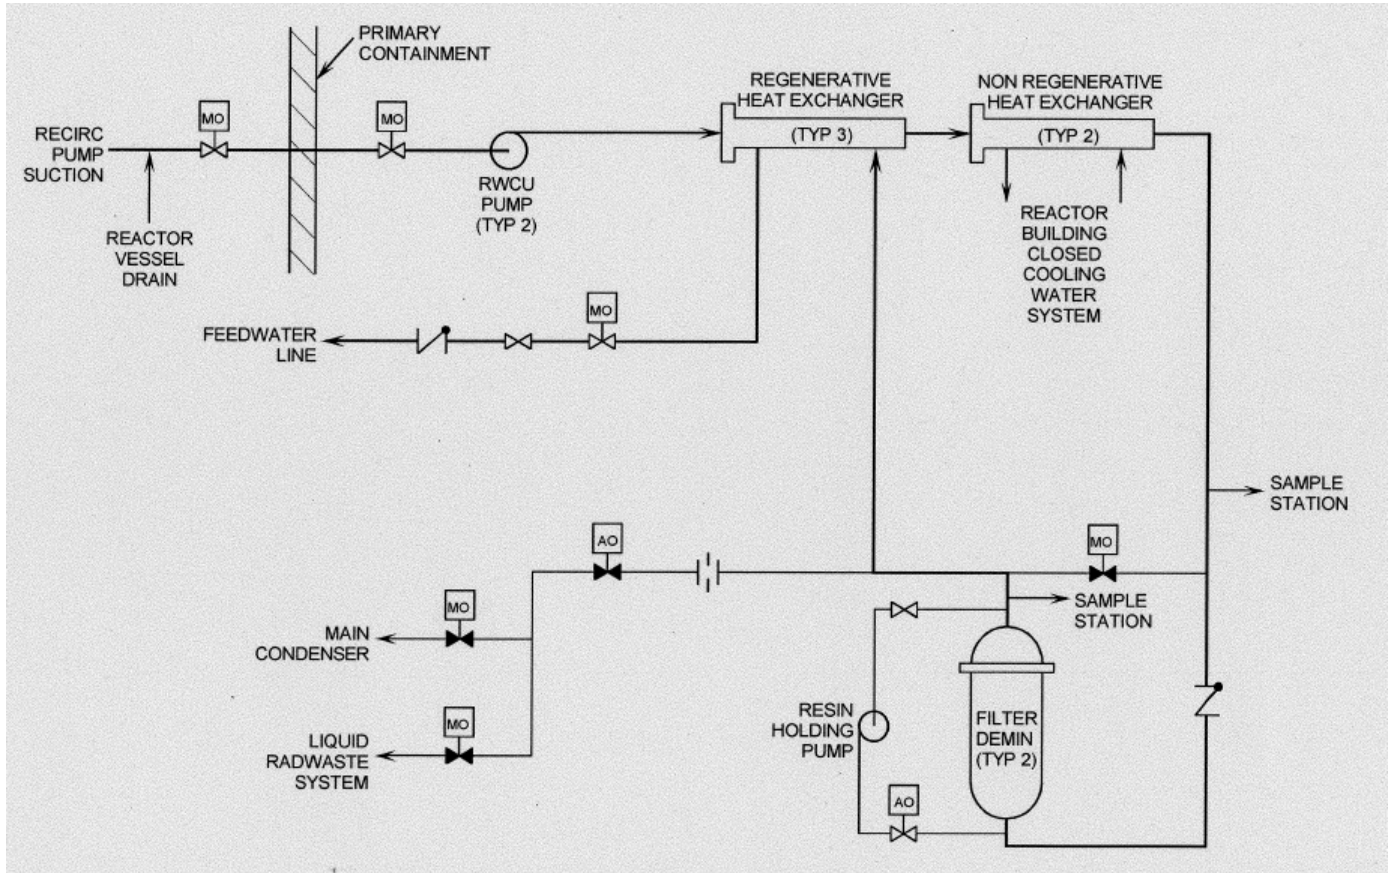 PRIMARY
CONTAINMENT
MO
MO
RECIRC
PUMP
SUCTION
REACTOR
VESSEL
DRAIN
RWCU
PUMP
(TYP 2)
REGENERATIVE
HEAT EXCHANGER
(TYP 3)
NON REGENERATIVE
HEAT EXCHANGER
(TYP 2)
REACTOR
BUILDING
CLOSED
COOLING
WATER
SYSTEM
MO
FEEDWATER
LINE
SAMPLE
STATION
AO
MO
SAMPLE
STATION
MO
MAIN
CONDENSER
MO
LIQUID
RADWASTE
SYSTEM
RESIN
HOLDING
PUMP
FILTER
DEMIN
(TYP 2)
AO